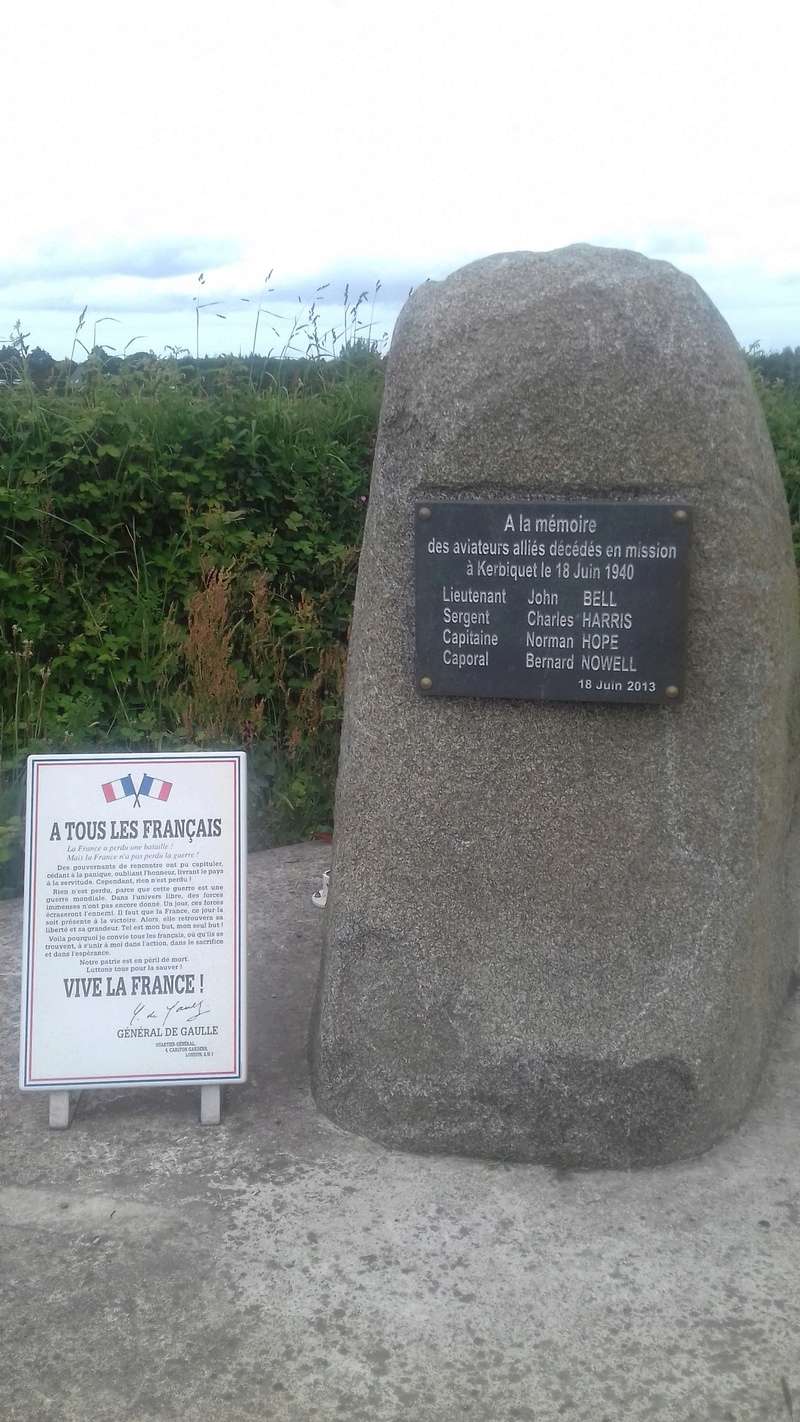 A TOUS LES FRANÇAIS
La France a perdu une bataille !
Mais la France n'a pas perdu la guerre !
Des gouvernants de rencontre ont pu capituler,
cédant à la panique, oubliant l'honneur, livrant le pays
à la servitude. Cependant, rien n'est perdu !
Rien n'est perdu, parce que cette guerre est une
guerre mondiale. Dans l'univers libre, des forces
immenses n'ont pas encore donné. Un jour, ces forces
écraseront l'ennemi. Il faut que la France, ce jour-là
soit présente à la victoire. Alors, elle retrouvera sa
liberté et sa grandeur. Tel est mon but, mon seul but !
Voilà pourquoi je convie tous les français, où qu'ils se
trouvent, à s'unir à moi dans l'action, dans le sacrifice
et dans l'espérance.
Notre patrie est en péril de mort.
Luttons tous pour la sauver !
VIVE LA FRANCE !
GÉNÉRAL DE GAULLE
QUARTIER-GÉNÉRAL,
4, CARLTON GARDENS,
LONDON, S.W.1
A la mémoire
des aviateurs alliés décédés en mission
à Kerbiquet le 18 Juin 1940
Lieutenant John BELL
Sergent Charles HARRIS
Capitaine Norman HOPE
Caporal Bernard NOWELL
18 Juin 2013